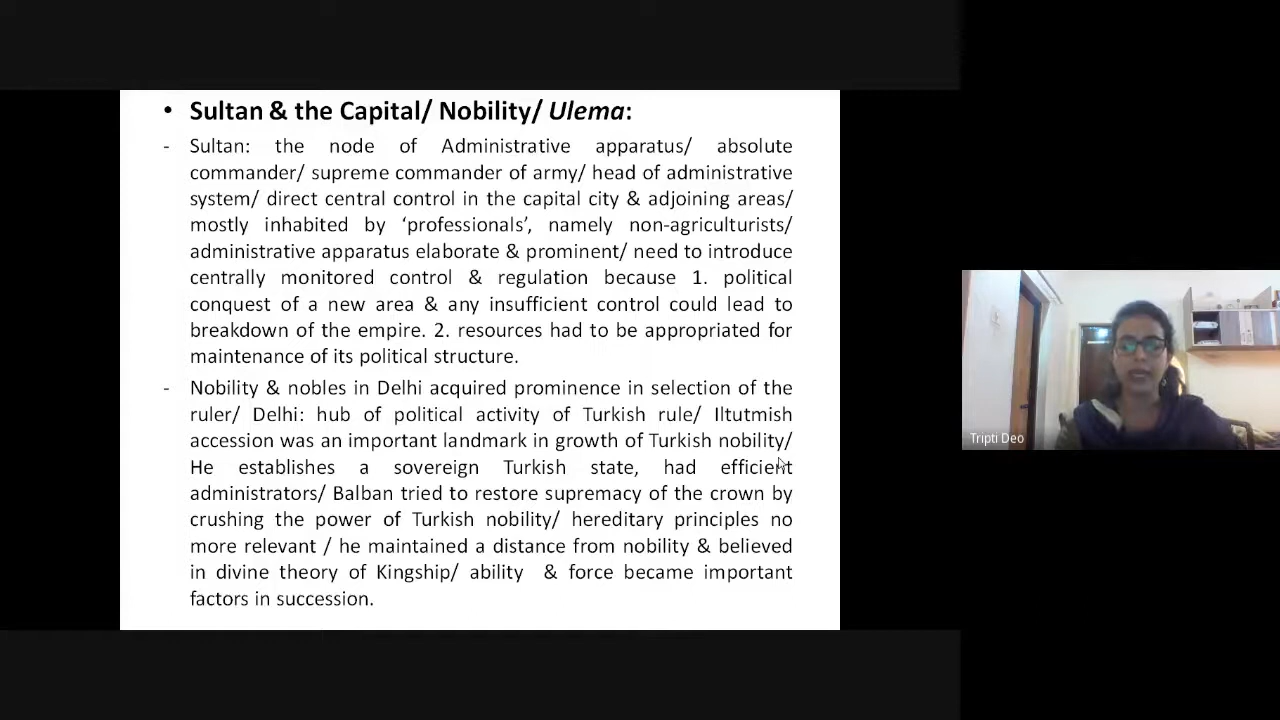 • Sultan & the Capital/ Nobility/ Ulema:
- Sultan: the node of Administrative apparatus/ absolute
commander/ supreme commander of army/ head of administrative
system/ direct central control in the capital city & adjoining areas/
mostly inhabited by ‘professionals’, namely non-agriculturists/
administrative apparatus elaborate & prominent/ need to introduce
centrally monitored control & regulation because 1. political
conquest of a new area & any insufficient control could lead to
breakdown of the empire. 2. resources had to be appropriated for
maintenance of its political structure.
- Nobility & nobles in Delhi acquired prominence in selection of the
ruler/ Delhi: hub of political activity of Turkish rule/ Iltutmish
accession was an important landmark in growth of Turkish nobility/
He establishes a sovereign Turkish state, had efficient
administrators/ Balban tried to restore supremacy of the crown by
crushing the power of Turkish nobility/ hereditary principles no
more relevant / he maintained a distance from nobility & believed
in divine theory of Kingship/ ability & force became important
factors in succession.
Tripti Deo